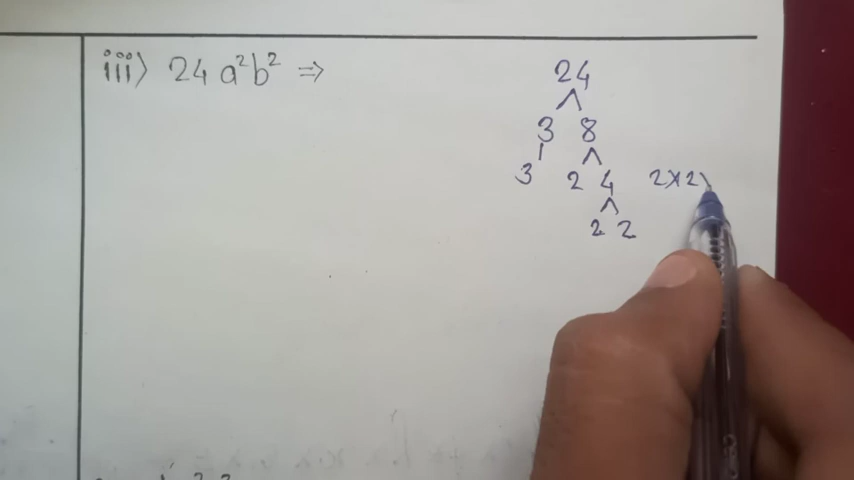 iii) 24 a²b² ⇒
24
3 8
3 2 4
2×2×
2 2